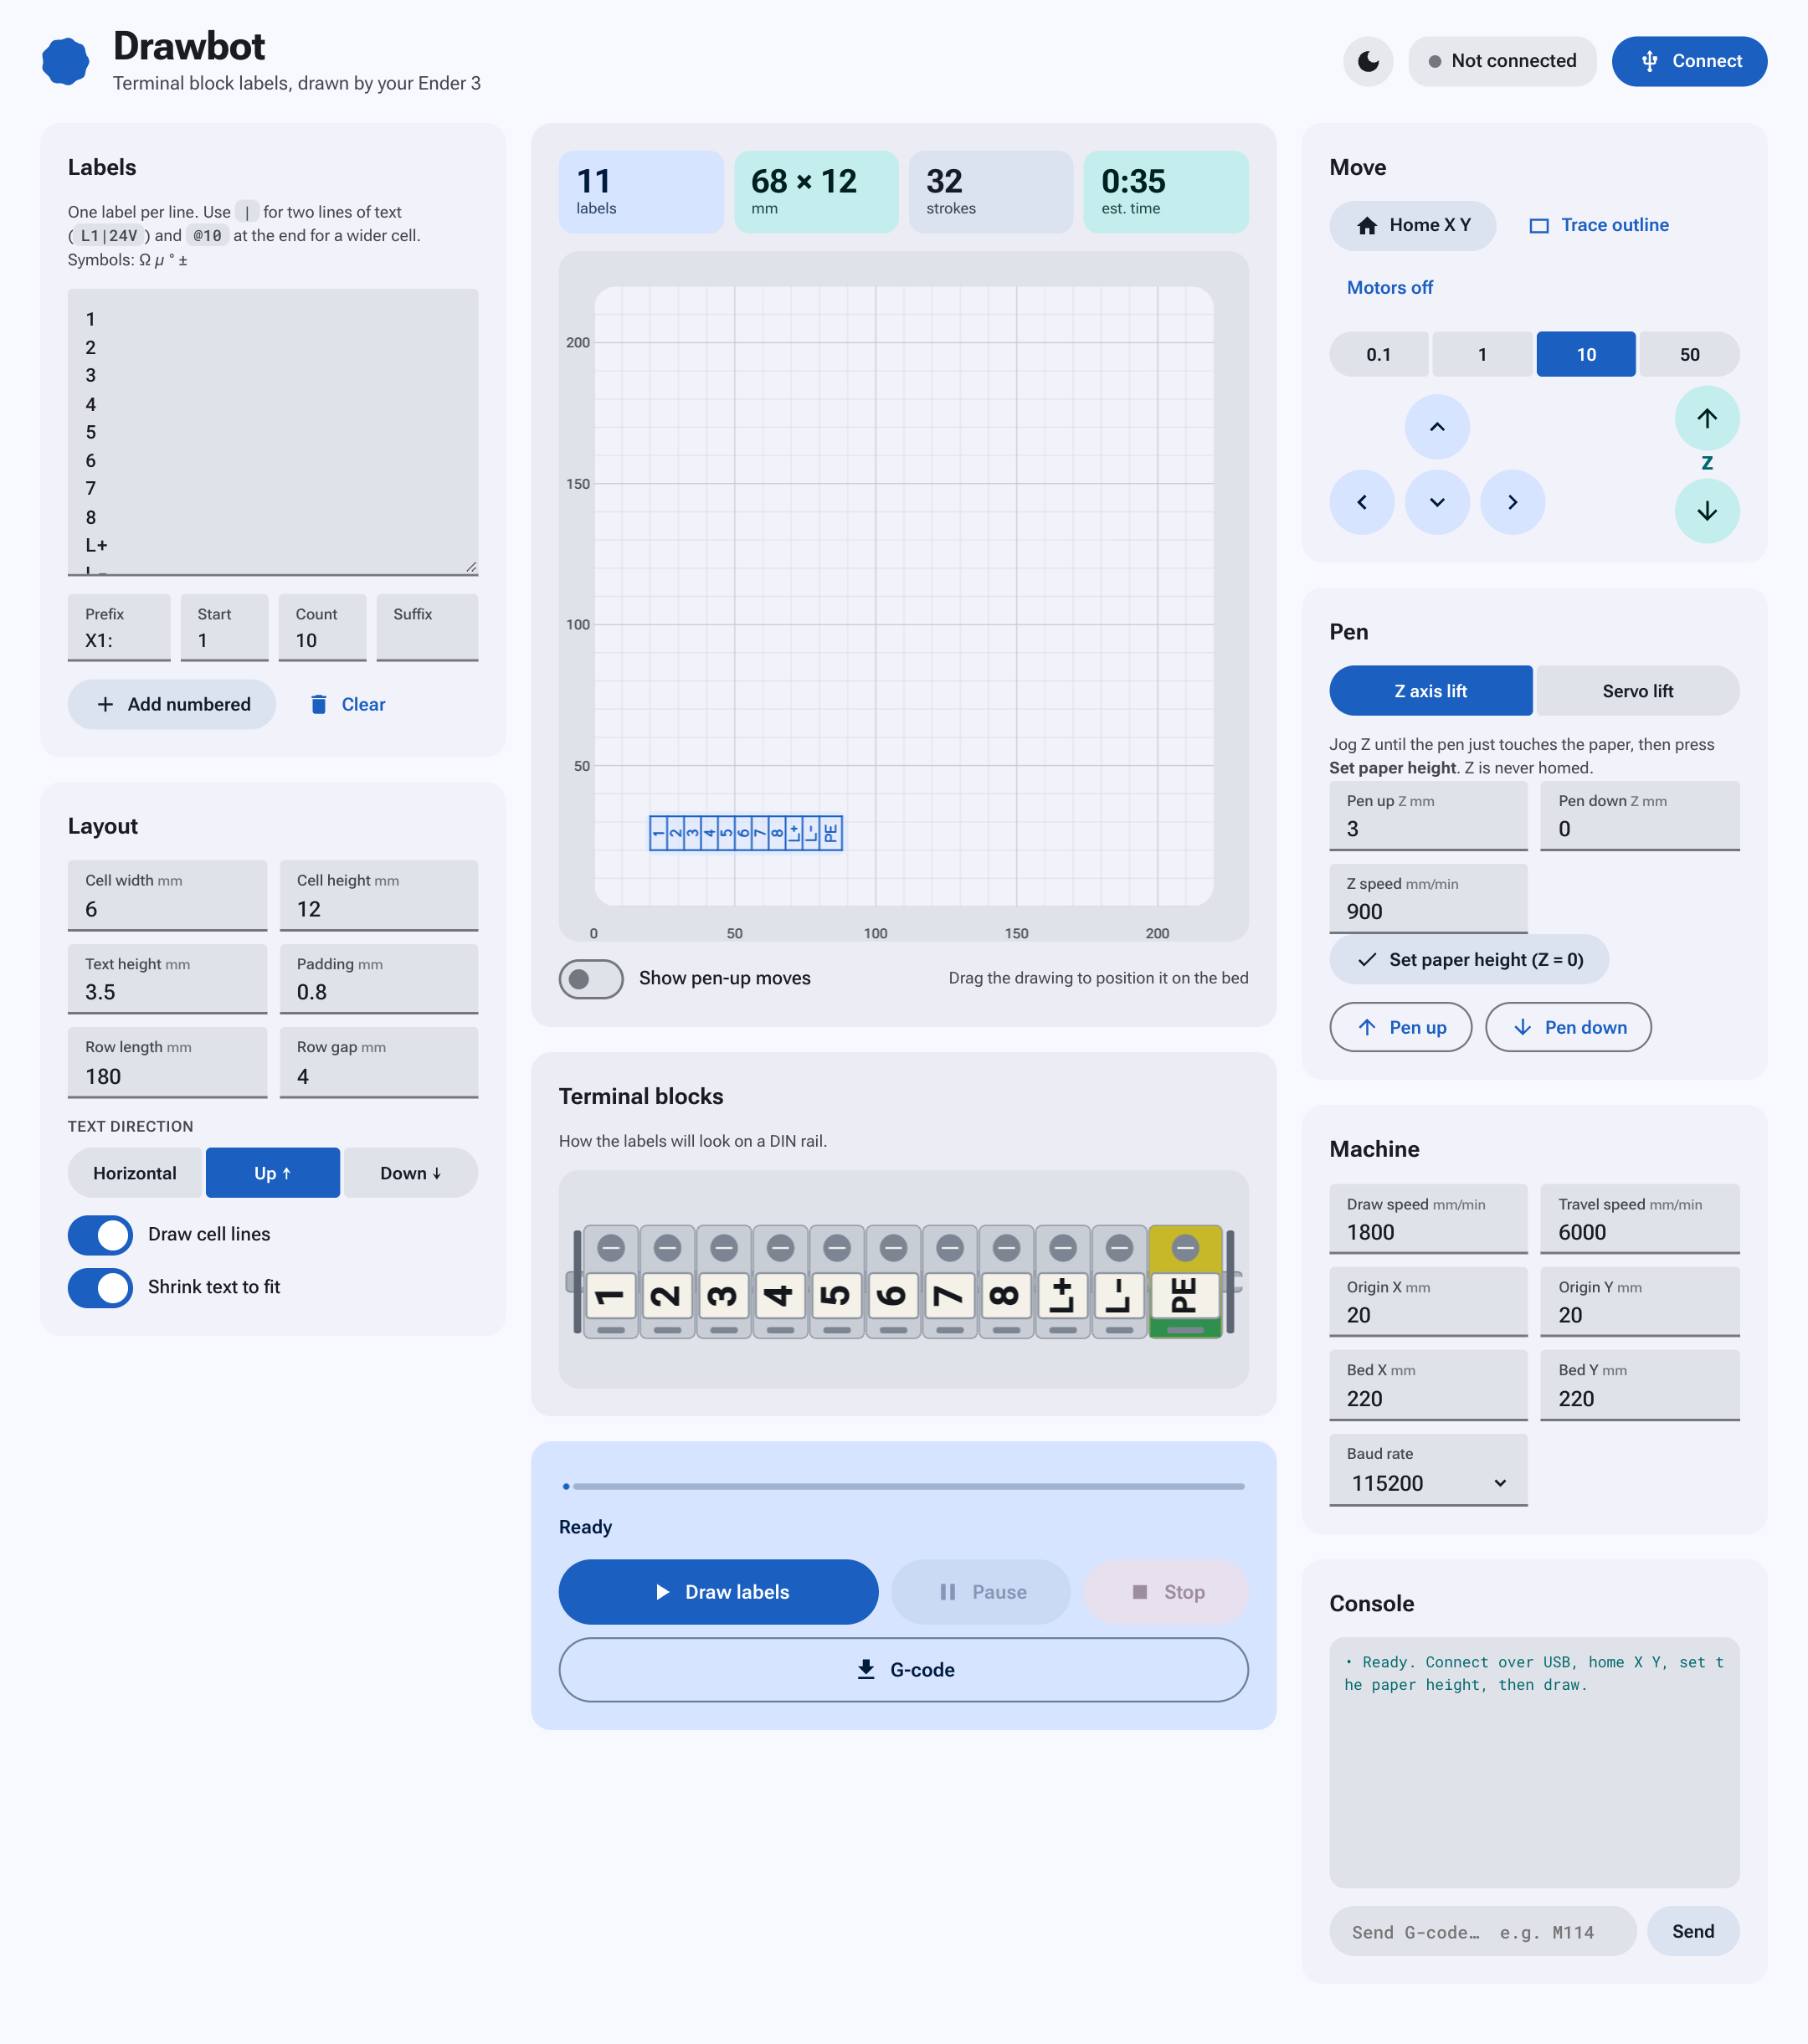 Drawbot
Terminal block labels, drawn by your Ender 3
Not connected
Connect
Labels
One label per line. Use | for two lines of text
( L1|24V ) and @10 at the end for a wider cell.
Symbols: Ω µ ° ±
1
2
3
4
5
6
7
8
L+
Prefix
X1:
Start
1
Count
10
Suffix
Add numbered
Clear
Layout
Cell width mm
6
Cell height mm
12
Text height mm
3.5
Padding mm
0.8
Row length mm
180
Row gap mm
4
TEXT DIRECTION
Horizontal
Up ↑
Down ↓
Draw cell lines
Shrink text to fit
11
labels
68 × 12
mm
32
strokes
0:35
est. time
200
150
100
50
1 2 3 4 5 6 7 8 L+ L- PE
0 50 100 150 200
Show pen-up moves
Drag the drawing to position it on the bed
Terminal blocks
How the labels will look on a DIN rail.
1 2 3 4 5 6 7 8 L+ L- PE
Ready
Draw labels
Pause
Stop
G-code
Move
Home X Y
Trace outline
Motors off
0.1
1
10
50
Z
Pen
Z axis lift
Servo lift
Jog Z until the pen just touches the paper, then press
Set paper height. Z is never homed.
Pen up Z mm
3
Pen down Z mm
0
Z speed mm/min
900
Set paper height (Z = 0)
Pen up
Pen down
Machine
Draw speed mm/min
1800
Travel speed mm/min
6000
Origin X mm
20
Origin Y mm
20
Bed X mm
220
Bed Y mm
220
Baud rate
115200
Console
• Ready. Connect over USB, home X Y, set t
he paper height, then draw.
Send G-code… e.g. M114
Send